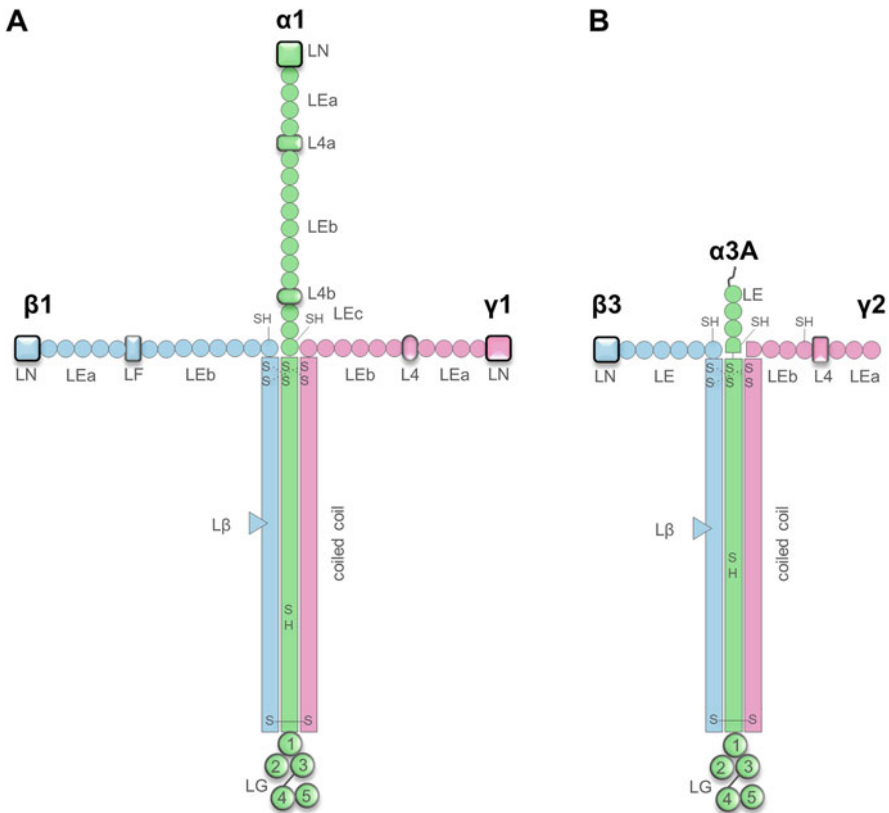 A
α1
LN
LEa
L4a
LEb
L4b
β1
SH
SH
LEc
γ1
LN
LEa
LF
LEb
LEb
L4
LEa
LN
S S S
S S S
Lβ
coiled coil
S
H
S S
1
2 3
LG
4 5
B
α3A
LE
β3
SH
SH
SH
γ2
LN
LE
LEb
L4
LEa
S S S
S S S
Lβ
coiled coil
S
H
S S
1
2 3
LG
4 5